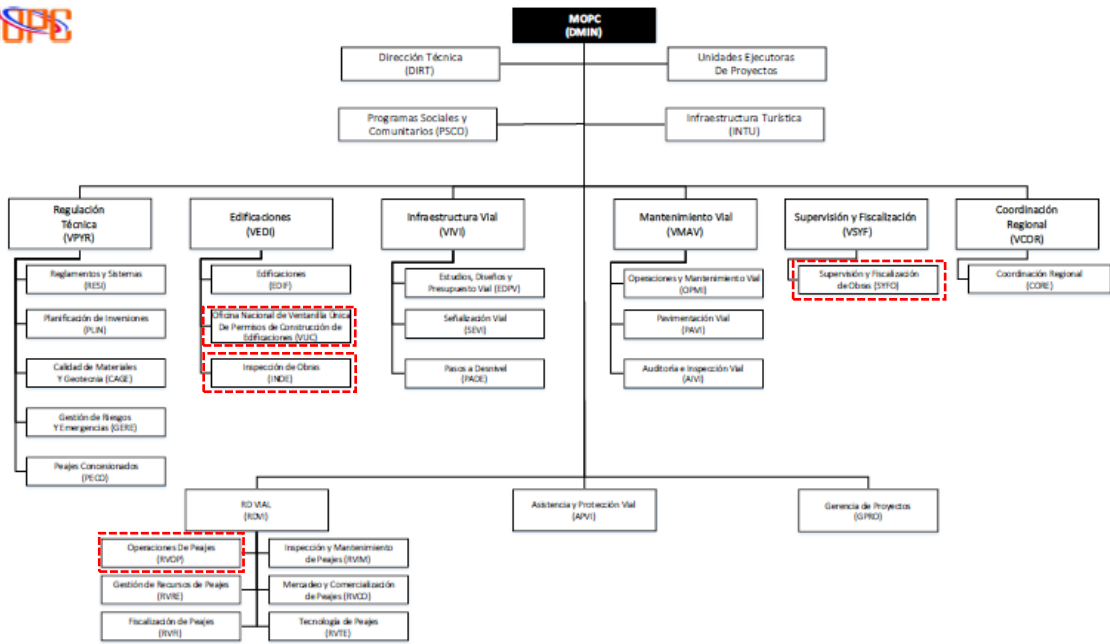 OPC
MOPC
(DMIN)
Dirección Técnica
(DIRT)
Unidades Ejecutoras
De Proyectos
Programas Sociales y
Comunitarios (PSCO)
Infraestructura Turística
(INTU)
Regulación
Técnica
(VPYR)
Edificaciones
(VEDI)
Infraestructura Vial
(VIVI)
Mantenimiento Vial
(VMAV)
Supervisión y Fiscalización
(VSYF)
Coordinación
Regional
(VCOR)
Reglamentos y Sistemas
(RESI)
Planificación de Inversiones
(PLIN)
Calidad de Materiales
Y Geotecnia (CAGE)
Gestión de Riesgos
Y Emergencias (GERE)
Peajes Concesionados
(PECO)
Edificaciones
(EDIF)
Oficina Nacional de Ventanilla Única
De Permisos de Construcción de
Edificaciones (VUC)
Inspección de Obras
(INDE)
Estudios, Diseños y
Presupuesto Vial (EDPV)
Señalización Vial
(SEVI)
Pasos a Desnivel
(PADE)
Operaciones y Mantenimiento Vial
(OPMI)
Pavimentación Vial
(PAVI)
Auditoria e Inspección Vial
(AIVI)
Supervisión y Fiscalización
de Obras (SYFO)
Coordinación Regional
(CORE)
RD VIAL
(RDVI)
Asistencia y Protección Vial
(APVI)
Gerencia de Proyectos
(GPRO)
Operaciones De Peajes
(RVOP)
Inspección y Mantenimiento
de Peajes (RVIM)
Gestión de Recursos de Peajes
(RVRE)
Mercadeo y Comercialización
de Peajes (RVCO)
Fiscalización de Peajes
(RVFI)
Tecnología de Peajes
(RVTE)